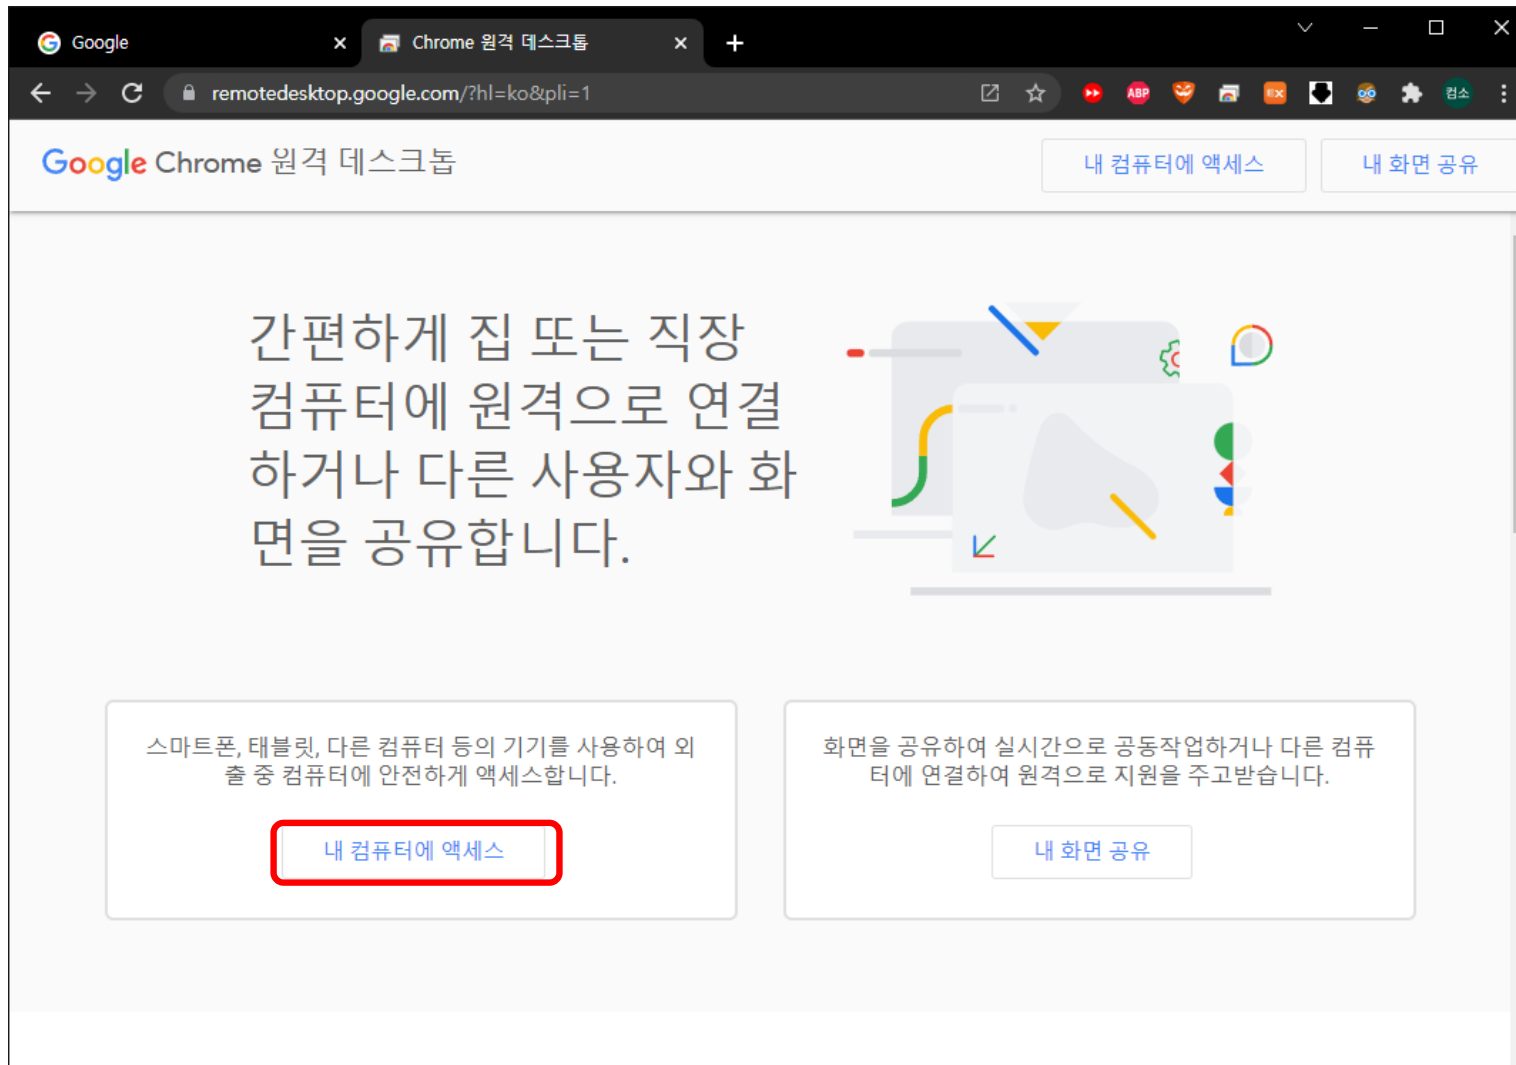 Google
Chrome 원격 데스크톱
remotedesktop.google.com/?hl=ko&pli=1
ABP
EX
컴소
Google Chrome 원격 데스크톱
내 컴퓨터에 액세스
내 화면 공유
간편하게 집 또는 직장
컴퓨터에 원격으로 연결
하거나 다른 사용자와 화
면을 공유합니다.
스마트폰, 태블릿, 다른 컴퓨터 등의 기기를 사용하여 외
출 중 컴퓨터에 안전하게 액세스합니다.
내 컴퓨터에 액세스
화면을 공유하여 실시간으로 공동작업하거나 다른 컴퓨
터에 연결하여 원격으로 지원을 주고받습니다.
내 화면 공유